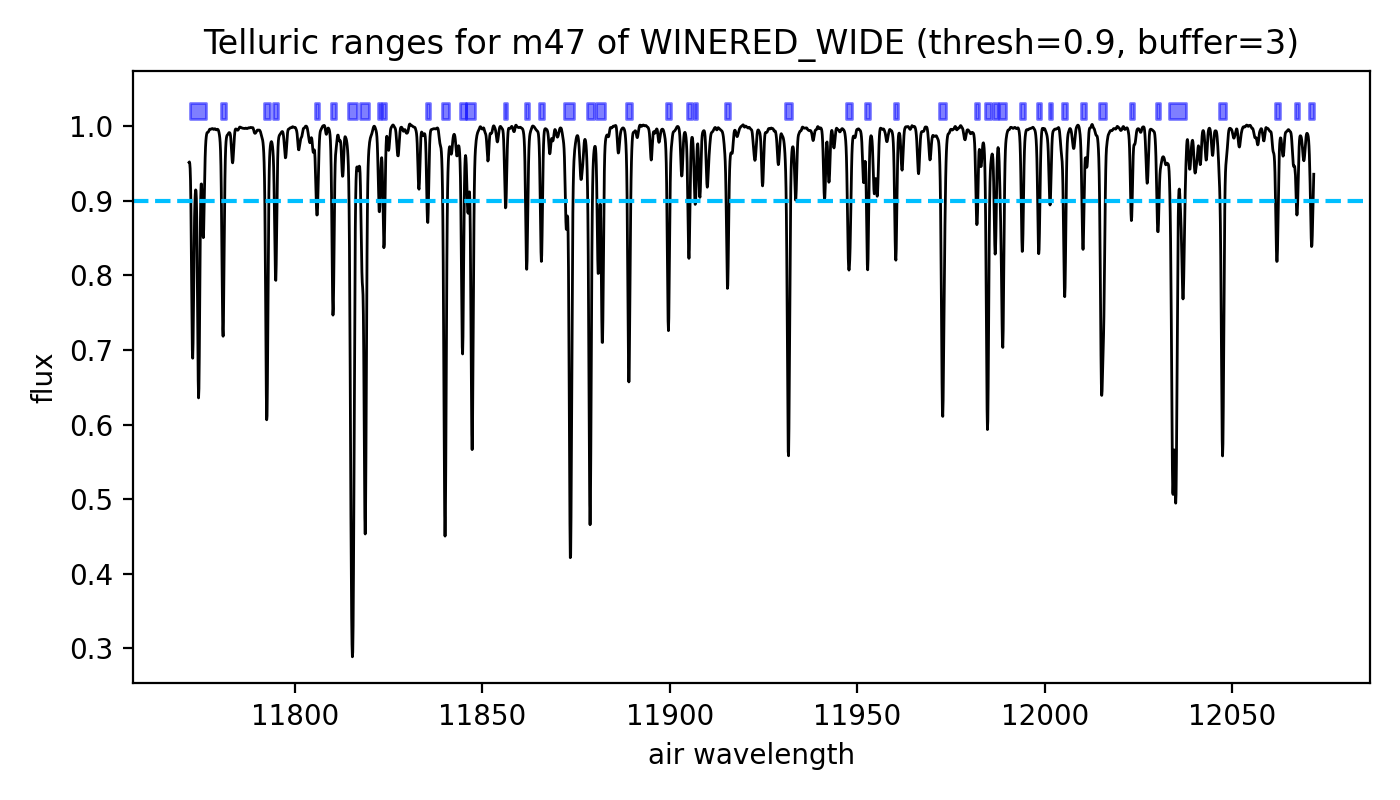 Telluric ranges for m47 of WINERED_WIDE (thresh=0.9, buffer=3)
1.0
0.9
0.8
0.7
0.6
0.5
0.4
0.3
flux
11800 11850 11900 11950 12000 12050
air wavelength